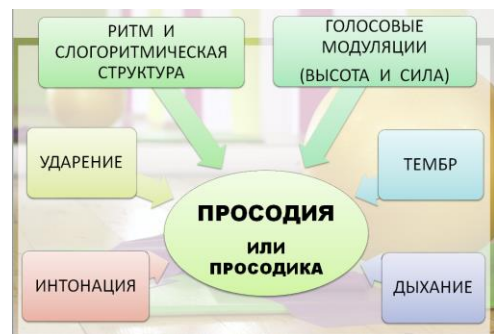 РИТМ И
СЛОГОРИТМИЧЕСКАЯ
СТРУКТУРА
ГОЛОСОВЫЕ
МОДУЛЯЦИИ
(ВЫСОТА И СИЛА)
УДАРЕНИЕ
ТЕМБР
ПРОСОДИЯ
ИЛИ
ПРОСОДИКА
ИНТОНАЦИЯ
ДЫХАНИЕ